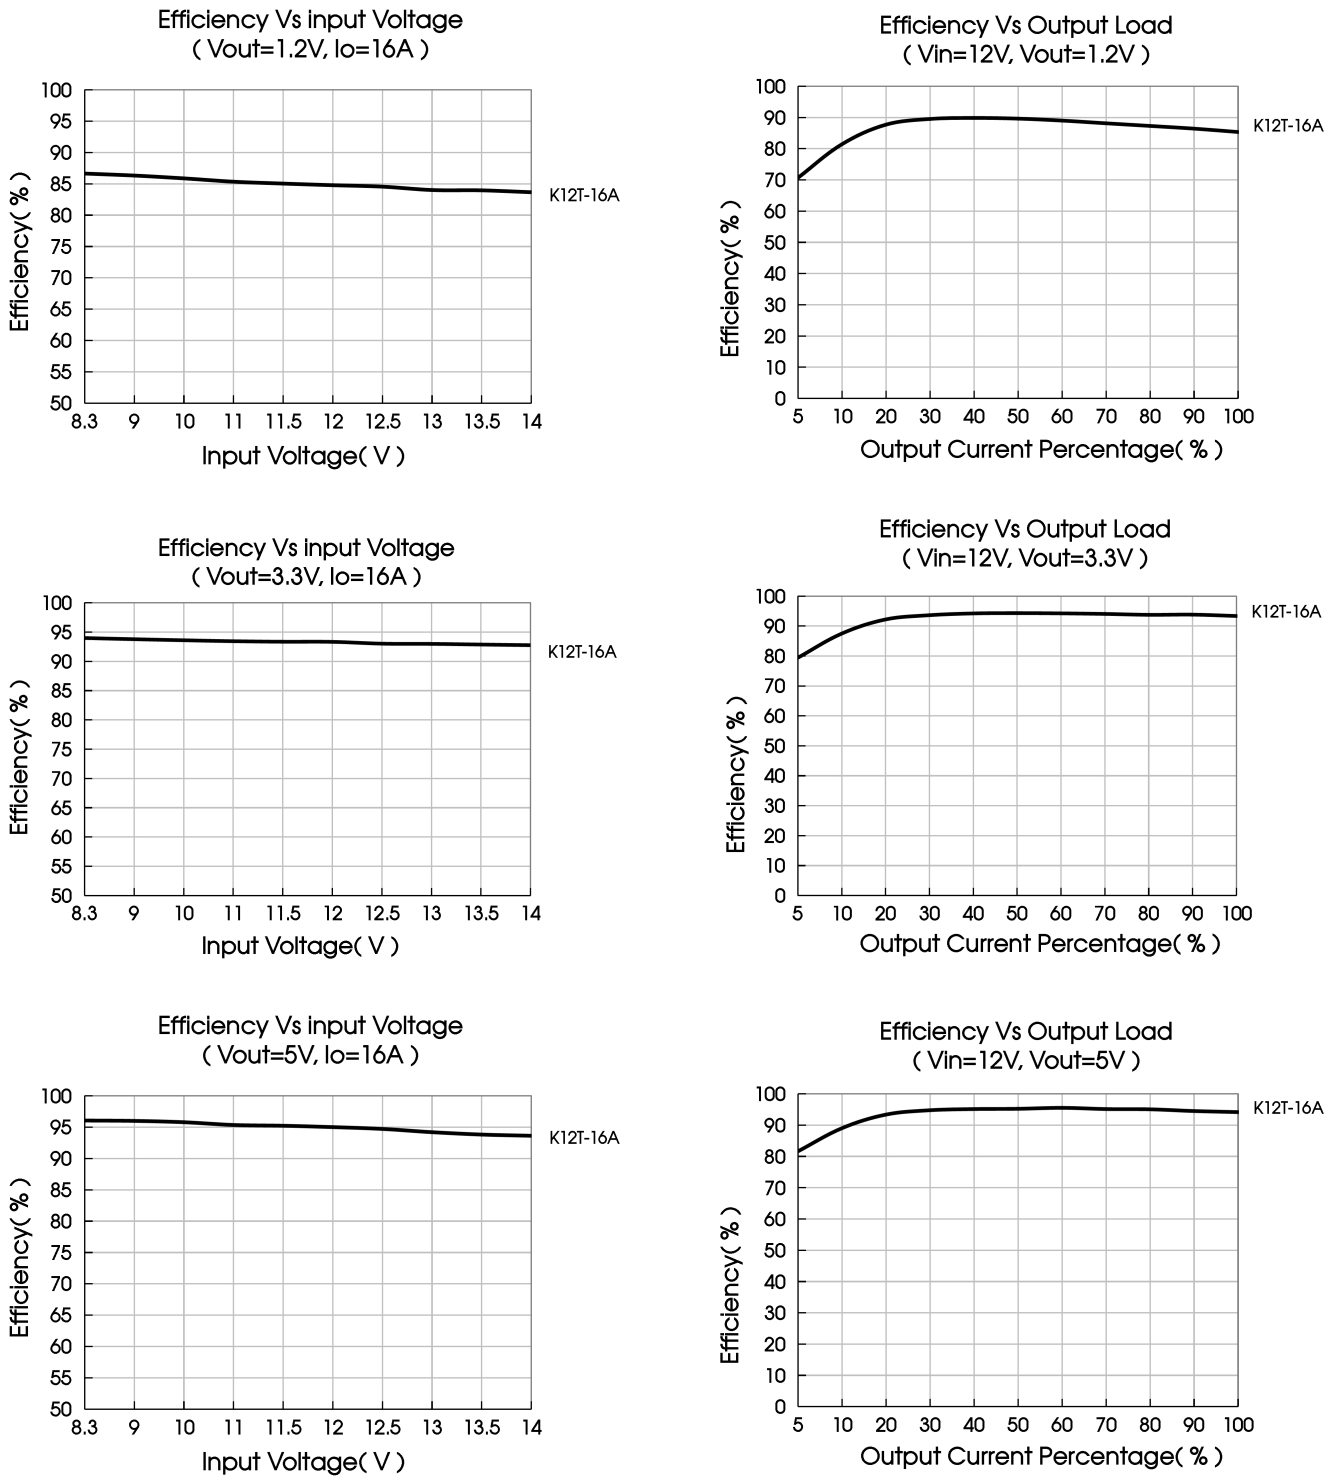 Efficiency Vs input Voltage
( Vout=1.2V, Io=16A )
100
95
90
85
80
75
70
65
60
55
50
Efficiency( % )
K12T-16A
8.3 9 10 11 11.5 12 12.5 13 13.5 14
Input Voltage( V )
Efficiency Vs Output Load
( Vin=12V, Vout=1.2V )
100
90
80
70
60
50
40
30
20
10
0
Efficiency( % )
K12T-16A
5 10 20 30 40 50 60 70 80 90 100
Output Current Percentage( % )
Efficiency Vs input Voltage
( Vout=3.3V, Io=16A )
100
95
90
85
80
75
70
65
60
55
50
Efficiency( % )
K12T-16A
8.3 9 10 11 11.5 12 12.5 13 13.5 14
Input Voltage( V )
Efficiency Vs Output Load
( Vin=12V, Vout=3.3V )
100
90
80
70
60
50
40
30
20
10
0
Efficiency( % )
K12T-16A
5 10 20 30 40 50 60 70 80 90 100
Output Current Percentage( % )
Efficiency Vs input Voltage
( Vout=5V, Io=16A )
100
95
90
85
80
75
70
65
60
55
50
Efficiency( % )
K12T-16A
8.3 9 10 11 11.5 12 12.5 13 13.5 14
Input Voltage( V )
Efficiency Vs Output Load
( Vin=12V, Vout=5V )
100
90
80
70
60
50
40
30
20
10
0
Efficiency( % )
K12T-16A
5 10 20 30 40 50 60 70 80 90 100
Output Current Percentage( % )